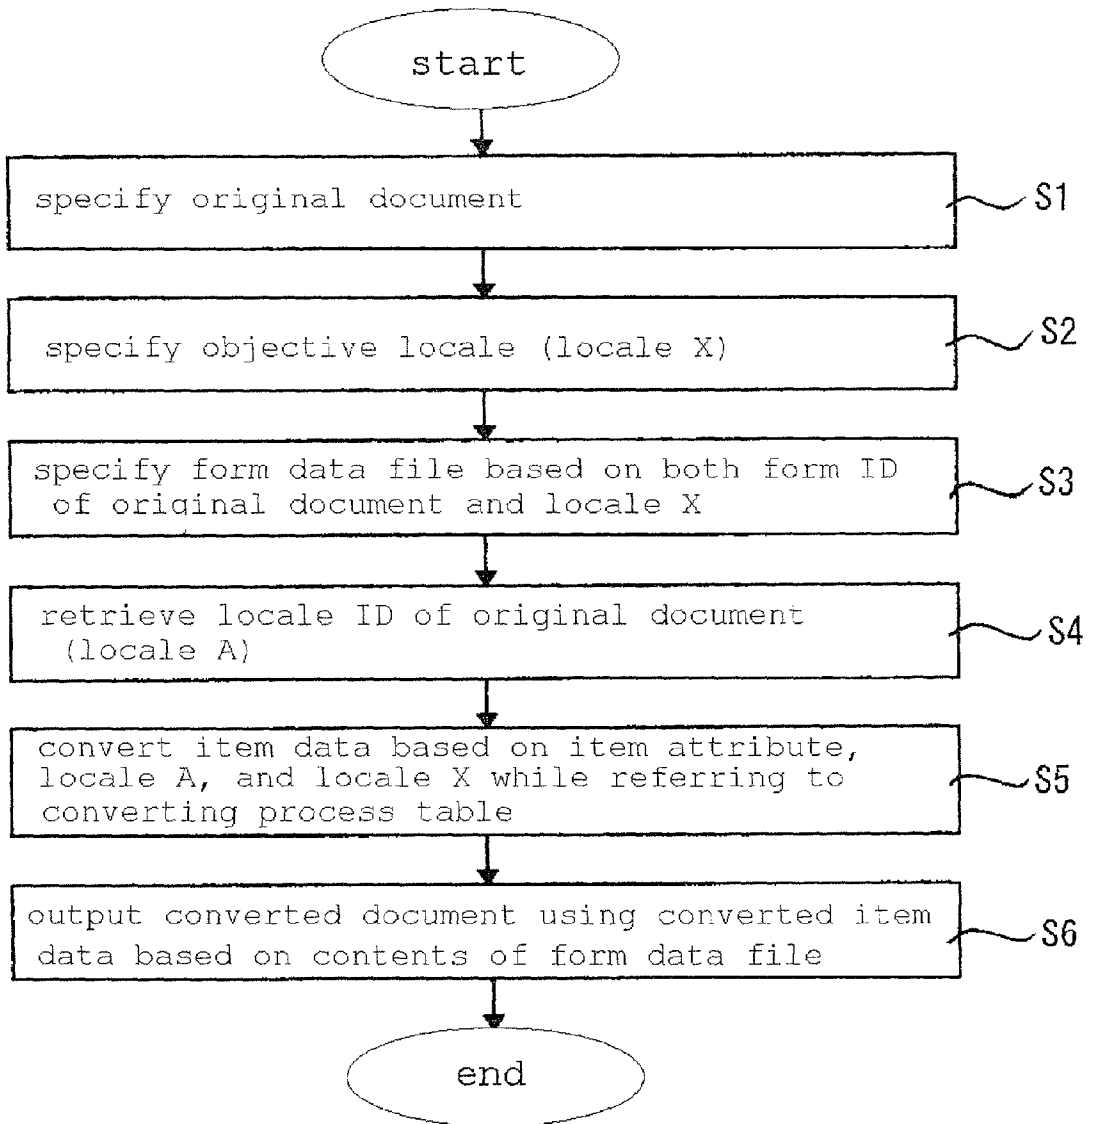 start
specify original document
S1
specify objective locale (locale X)
S2
specify form data file based on both form ID
of original document and locale X
S3
retrieve locale ID of original document
(locale A)
S4
convert item data based on item attribute,
locale A, and locale X while referring to
converting process table
S5
output converted document using converted item
data based on contents of form data file
S6
end